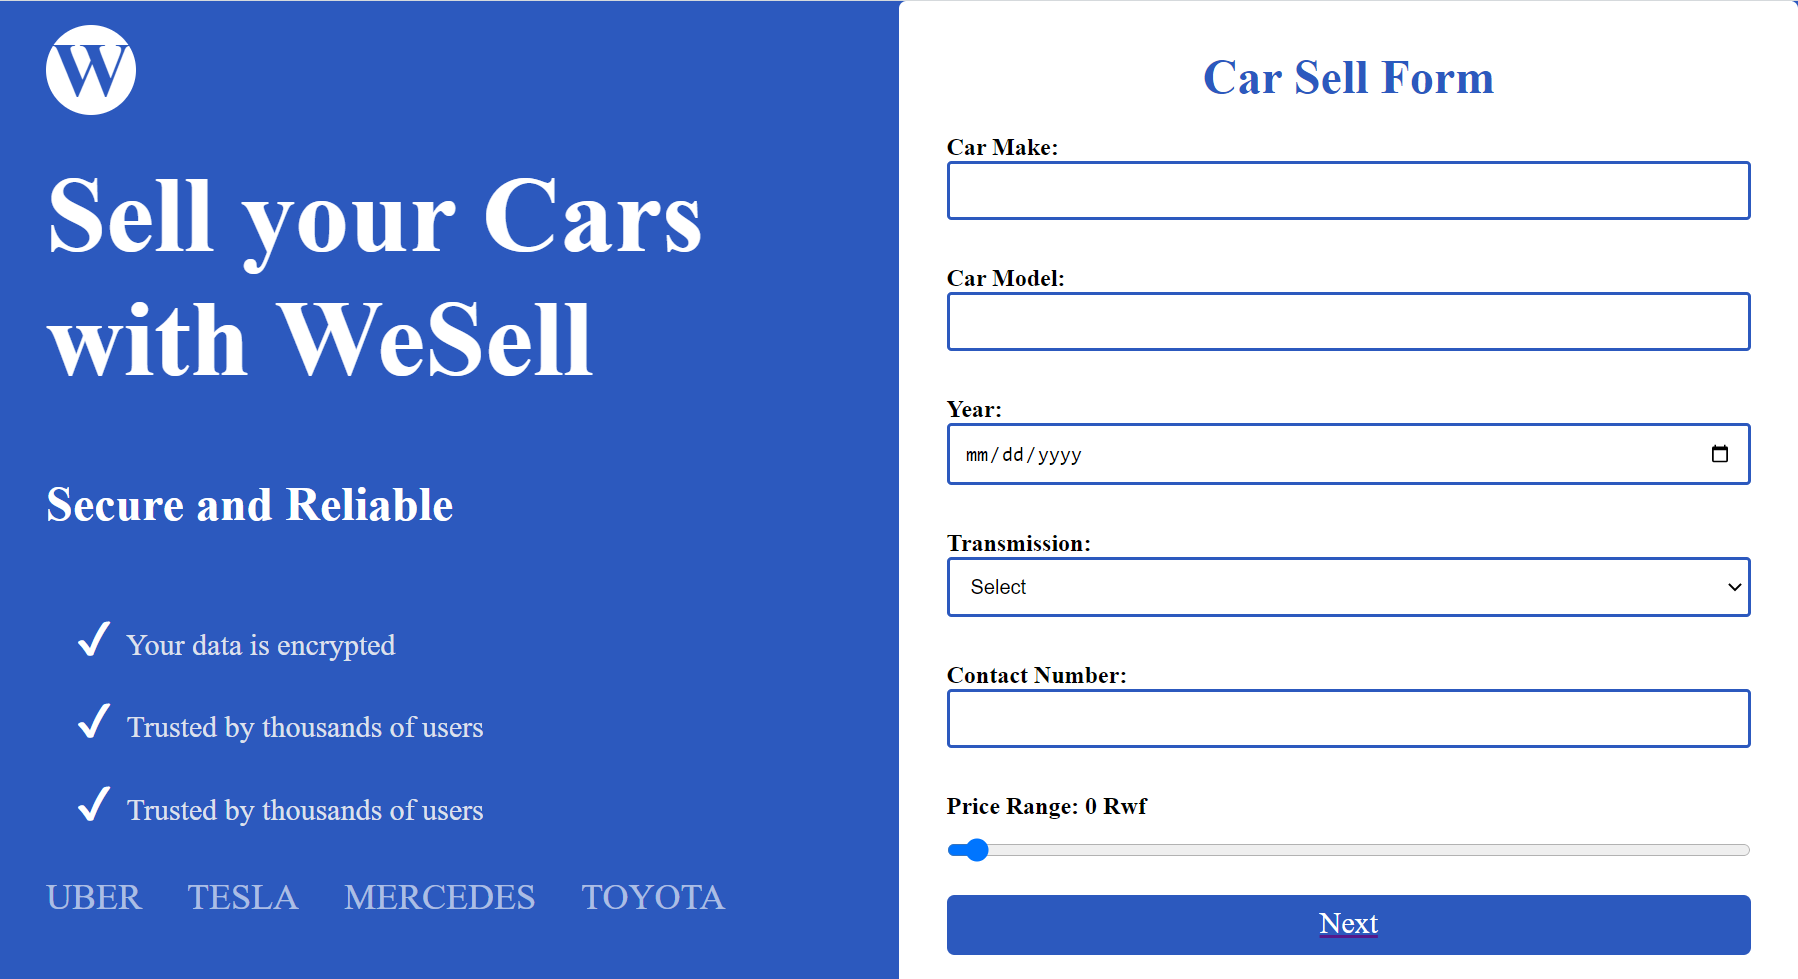 W
Sell your Cars
with WeSell
Secure and Reliable
✓ Your data is encrypted
✓ Trusted by thousands of users
✓ Trusted by thousands of users
UBER TESLA MERCEDES TOYOTA
Car Sell Form
Car Make:
Car Model:
Year:
mm/dd/yyyy
Transmission:
Select
Contact Number:
Price Range: 0 Rwf
Next